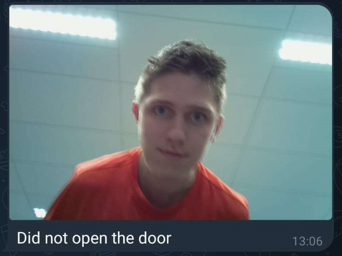 Did not open the door
13:06